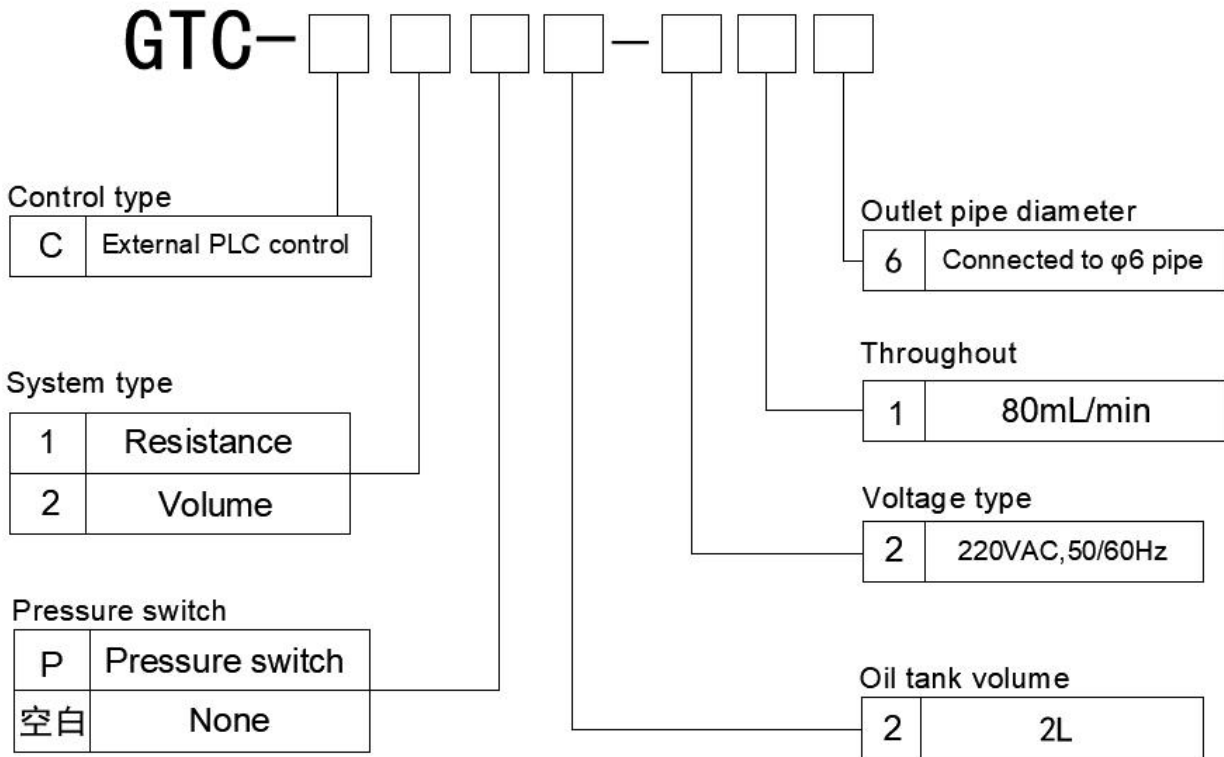 GTC-□□□□-□□□
Control type
C External PLC control
System type
1 Resistance
2 Volume
Pressure switch
P Pressure switch
空白 None
Outlet pipe diameter
6 Connected to φ6 pipe
Throughout
1 80mL/min
Voltage type
2 220VAC,50/60Hz
Oil tank volume
2 2L